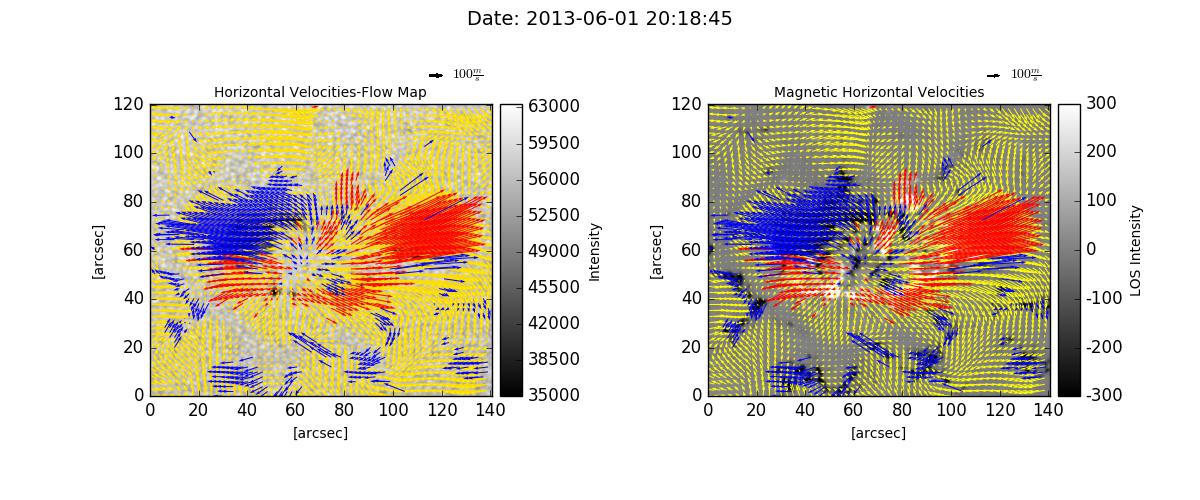 Date: 2013-06-01 20:18:45
100 m/s
100 m/s
Horizontal Velocities-Flow Map
Magnetic Horizontal Velocities
120
100
80
60
40
20
0
[arcsec]
0 20 40 60 80 100 120 140
[arcsec]
63000
59500
56000
52500
49000
45500
42000
38500
35000
Intensity
120
100
80
60
40
20
0
[arcsec]
0 20 40 60 80 100 120 140
[arcsec]
300
200
100
0
-100
-200
-300
LOS Intensity